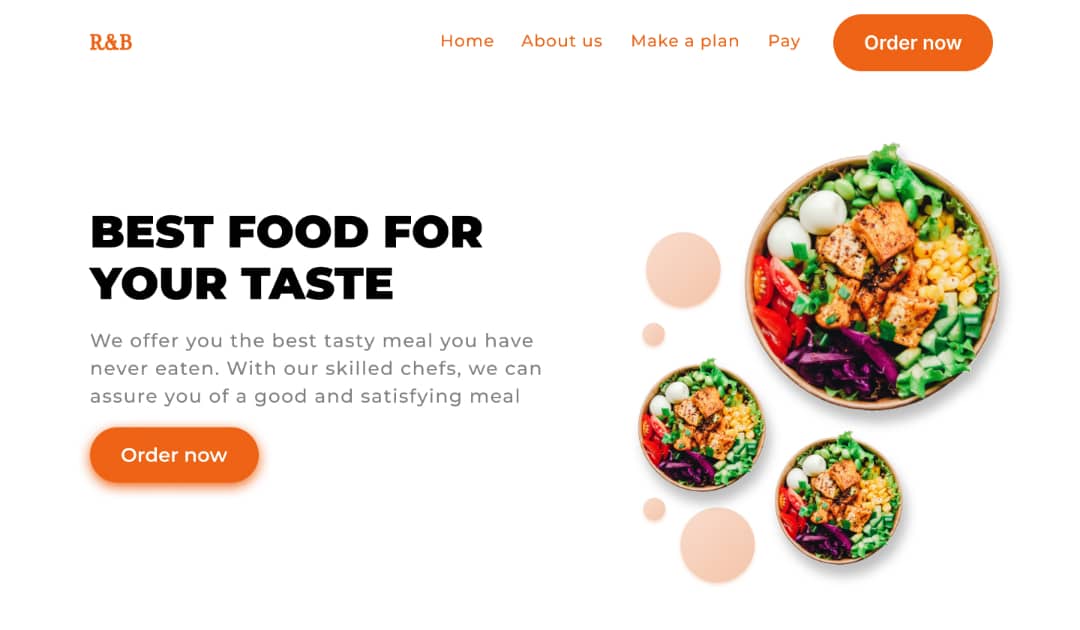 R&B
Home About us Make a plan Pay Order now
BEST FOOD FOR
YOUR TASTE
We offer you the best tasty meal you have
never eaten. With our skilled chefs, we can
assure you of a good and satisfying meal
Order now